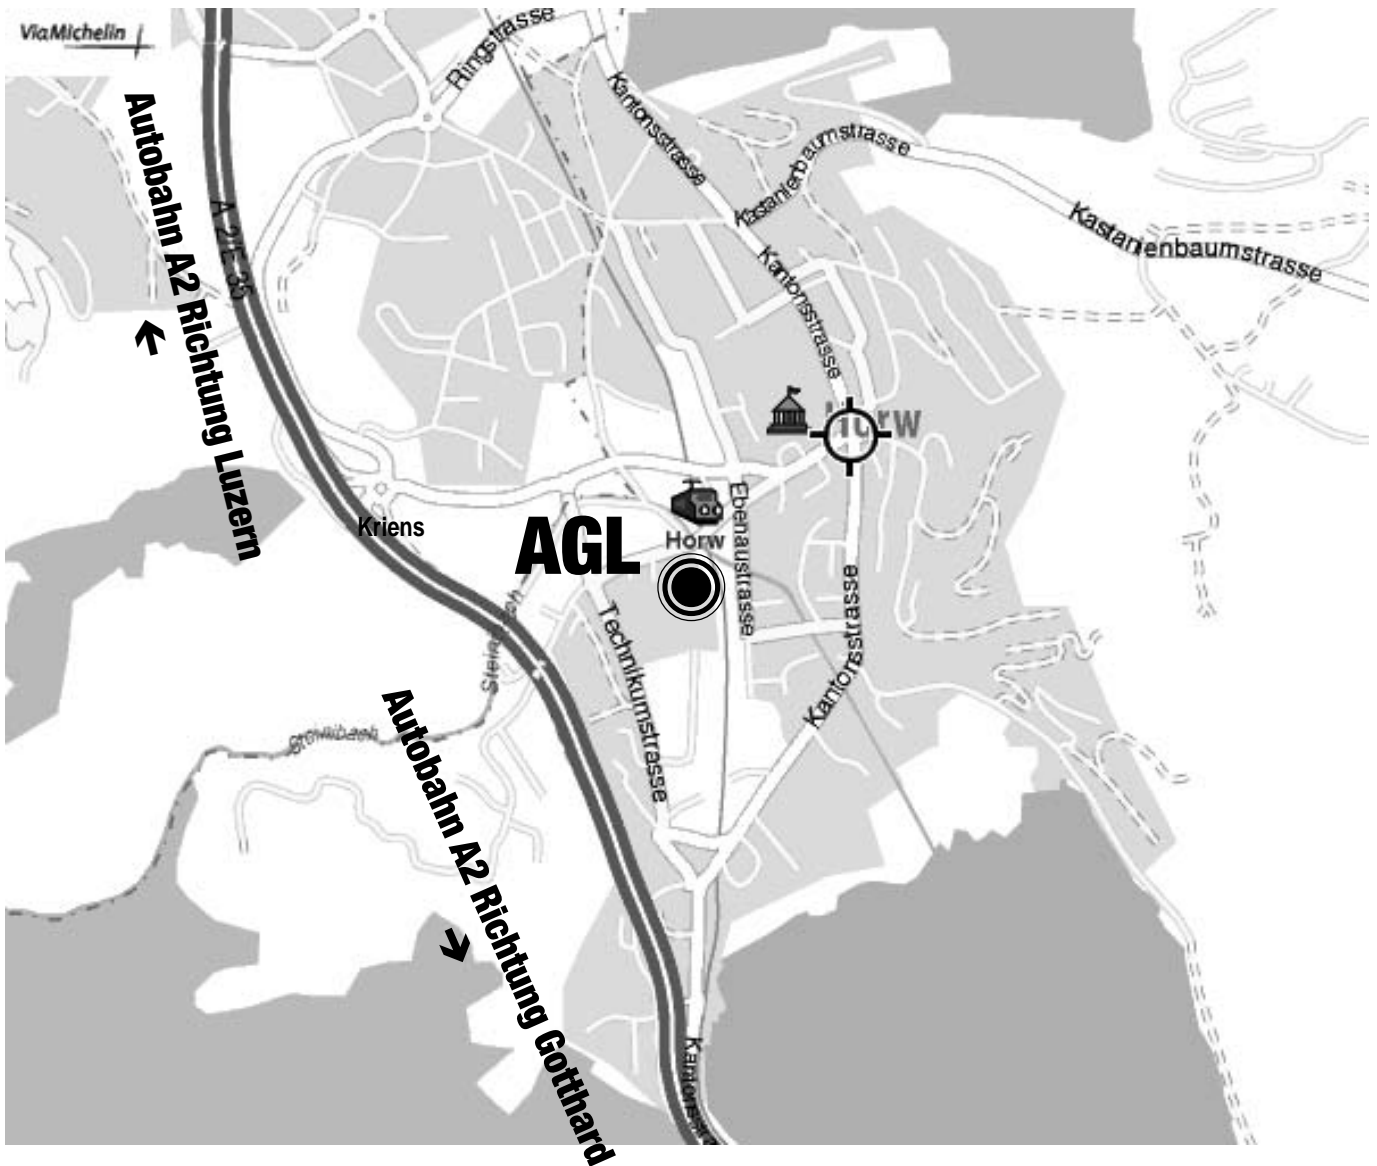 ViaMichelin
Ringstrasse
Kantonsstrasse
Kastanienbaumstrasse
Kastanienbaumstrasse
Autobahn A2 Richtung Luzern
A 2/E 35
Kantonsstrasse
Horw
Kriens
AGL
Horw
Ebenaustrasse
Technikumstrasse
Kantonsstrasse
Steinibach
Autobahn A2 Richtung Gotthard